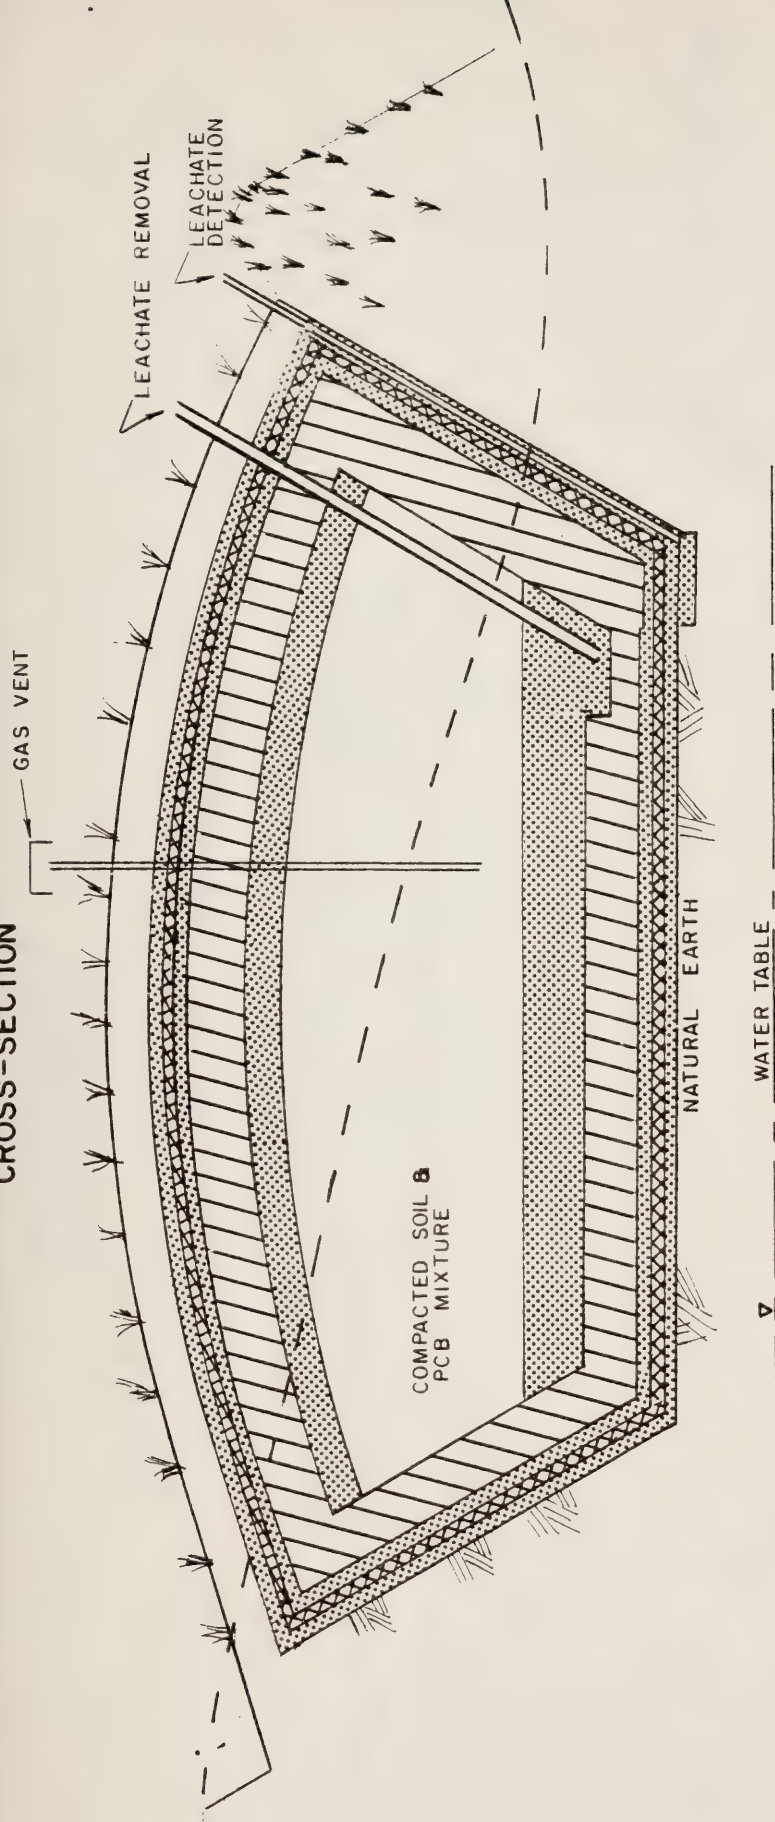 CROSS-SECTION
GAS VENT
LEACHATE REMOVAL
LEACHATE
DETECTION
COMPACTED SOIL &
PCB MIXTURE
NATURAL EARTH
WATER TABLE